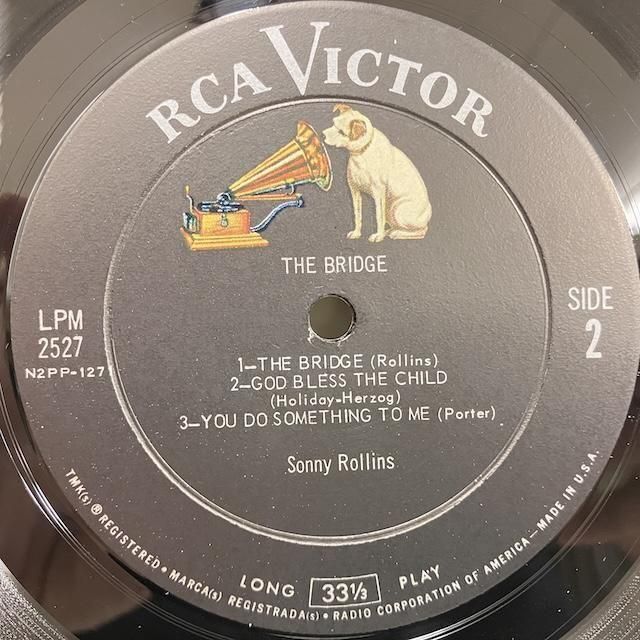 RCA VICTOR
THE BRIDGE
LPM
2527
N2PP-127
SIDE
2
1—THE BRIDGE (Rollins)
2—GOD BLESS THE CHILD
(Holiday-Herzog)
3—YOU DO SOMETHING TO ME (Porter)
Sonny Rollins
LONG 33⅓ PLAY
TMK(s) ® REGISTERED • MARCA(s) REGISTRADA(s) • RADIO CORPORATION OF AMERICA—MADE IN U.S.A.